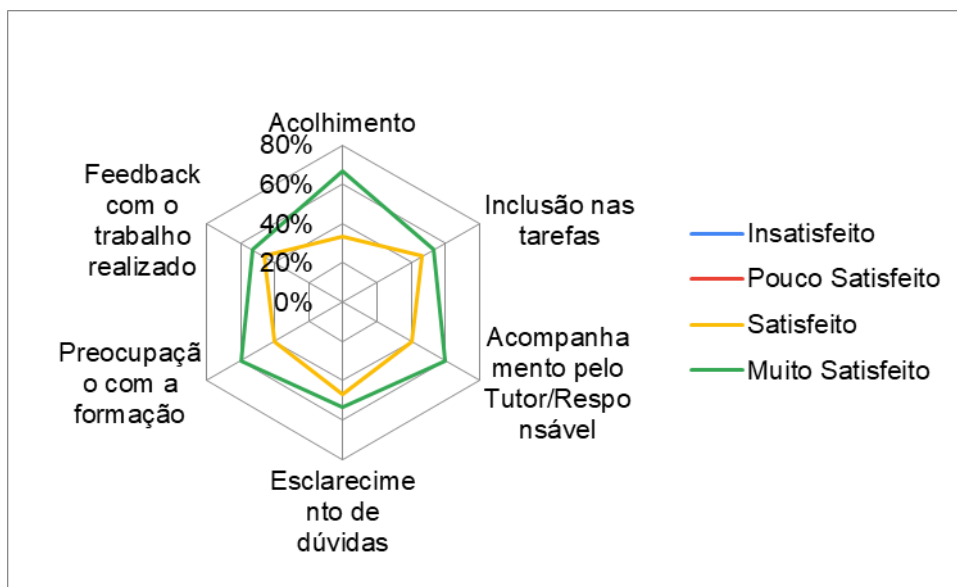 Acolhimento
80%
60%
40%
20%
0%
Inclusão nas
tarefas
Acompanha
mento pelo
Tutor/Respo
nsável
Esclarecime
nto de
dúvidas
Preocupaçã
o com a
formação
Feedback
com o
trabalho
realizado
Insatisfeito
Pouco Satisfeito
Satisfeito
Muito Satisfeito